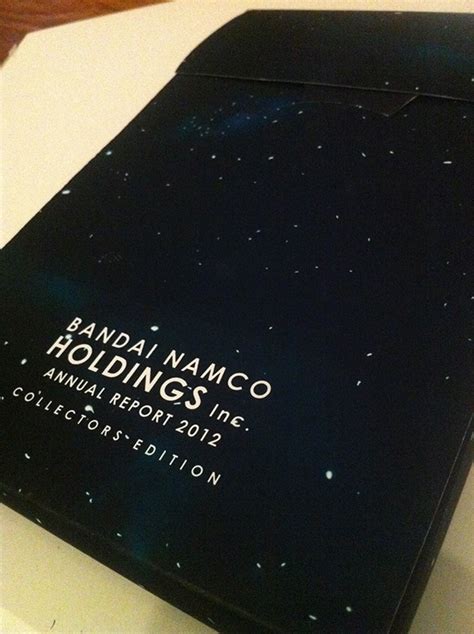 BANDAI NAMCO
HOLDINGS Inc.
ANNUAL REPORT 2012
COLLECTORS EDITION